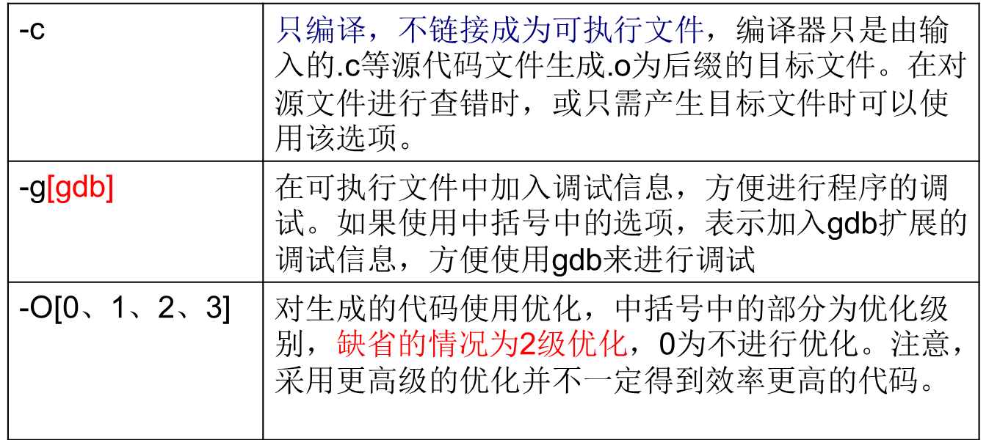 -c
只编译，不链接成为可执行文件，编译器只是由输
入的.c等源代码文件生成.o为后缀的目标文件。在对
源文件进行查错时，或只需产生目标文件时可以使
用该选项。
-g[gdb]
在可执行文件中加入调试信息，方便进行程序的调
试。如果使用中括号中的选项，表示加入gdb扩展的
调试信息，方便使用gdb来进行调试
-O[0、1、2、3]
对生成的代码使用优化，中括号中的部分为优化级
别，缺省的情况为2级优化，0为不进行优化。注意，
采用更高级的优化并不一定得到效率更高的代码。